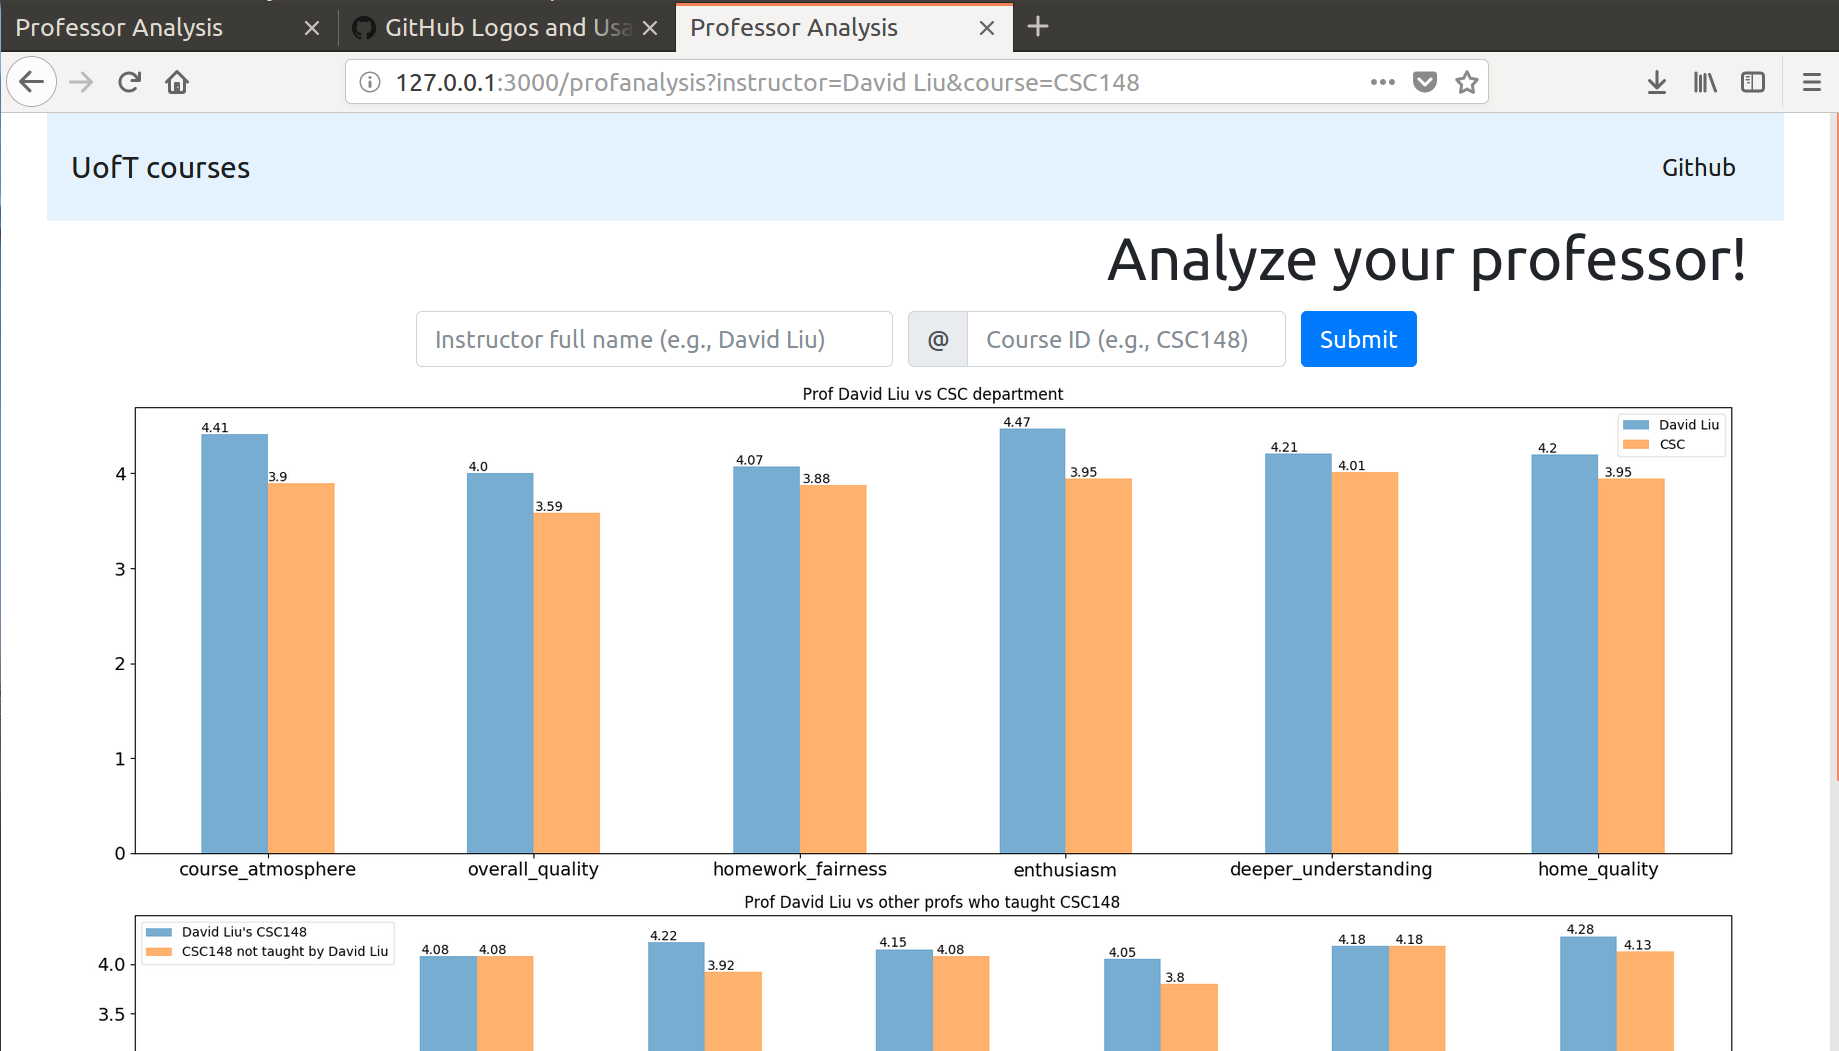 Professor Analysis
GitHub Logos and Usa
Professor Analysis
127.0.0.1:3000/profanalysis?instructor=David Liu&course=CSC148
UofT courses
Github
Analyze your professor!
Instructor full name (e.g., David Liu)
@
Course ID (e.g., CSC148)
Submit
Prof David Liu vs CSC department
David Liu
CSC
4.41
3.9
4.0
3.59
4.07
3.88
4.47
3.95
4.21
4.01
4.2
3.95
4
3
2
1
0
course_atmosphere
overall_quality
homework_fairness
enthusiasm
deeper_understanding
home_quality
Prof David Liu vs other profs who taught CSC148
David Liu's CSC148
CSC148 not taught by David Liu
4.08
4.08
4.22
3.92
4.15
4.08
4.05
3.8
4.18
4.18
4.28
4.13
4.0
3.5